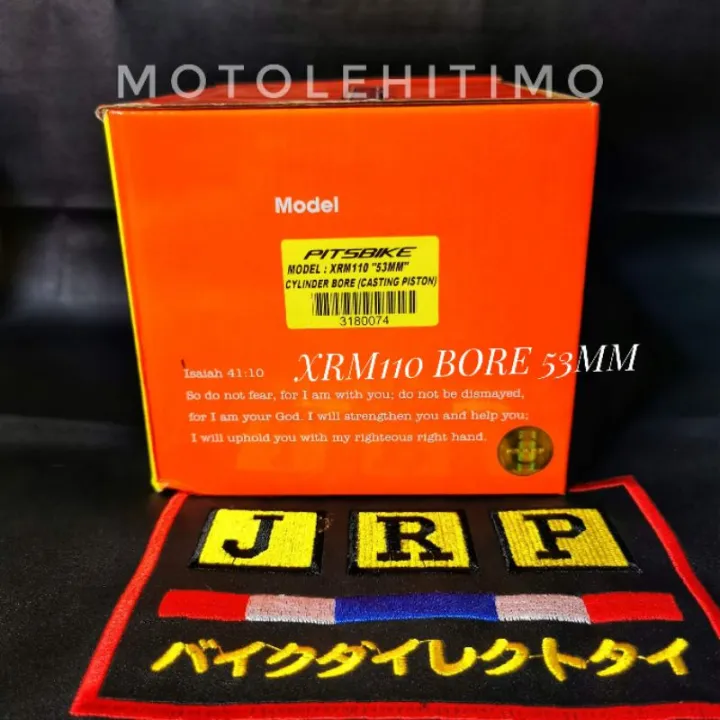 MOTOLEHITIMO
Model
PITSBIKE
MODEL : XRM110 "53MM"
CYLINDER BORE (CASTING PISTON)
3180074
XRM110 BORE 53MM
Isaiah 41:10
So do not fear, for I am with you; do not be dismayed,
for I am your God. I will strengthen you and help you;
I will uphold you with my righteous right hand.
J R P
バイクダイレクトタイ